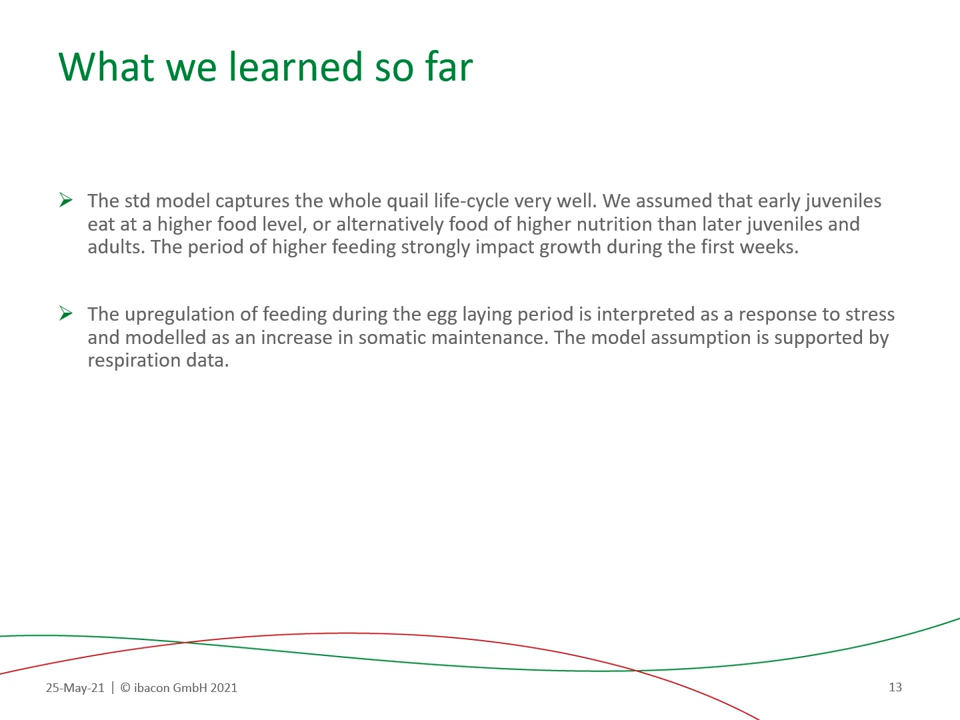 What we learned so far
The std model captures the whole quail life-cycle very well. We assumed that early juveniles
eat at a higher food level, or alternatively food of higher nutrition than later juveniles and
adults. The period of higher feeding strongly impact growth during the first weeks.
The upregulation of feeding during the egg laying period is interpreted as a response to stress
and modelled as an increase in somatic maintenance. The model assumption is supported by
respiration data.
25-May-21 | © ibacon GmbH 2021
13